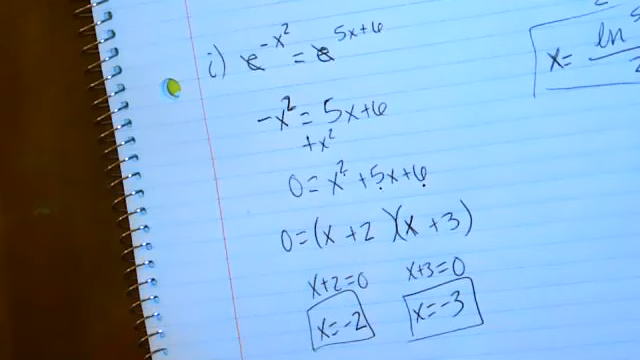 i) e^{-x^2} = e^{5x+6}
-x^2 = 5x+6
+x^2
0 = x^2 + 5x + 6
0 = (x + 2)(x + 3)
x+2=0 x+3=0
x=-2 x=-3
x= ln